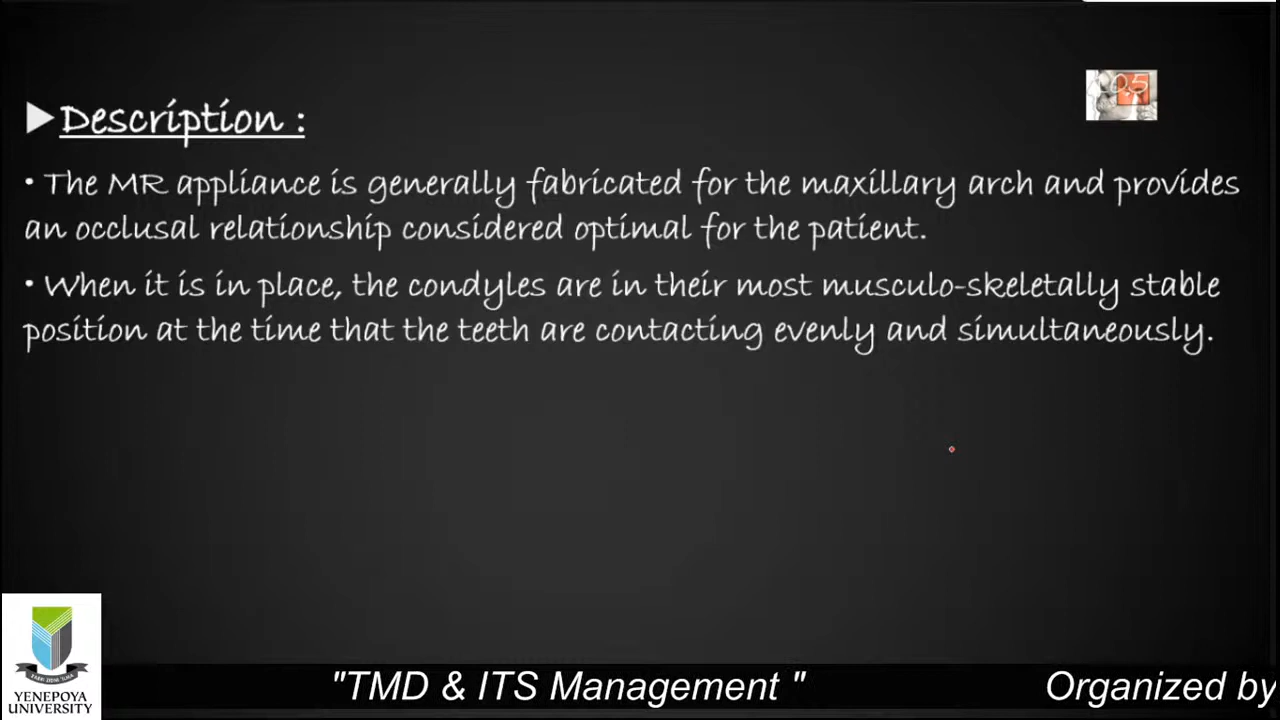 Description :
• The MR appliance is generally fabricated for the maxillary arch and provides
an occlusal relationship considered optimal for the patient.
• When it is in place, the condyles are in their most musculo-skeletally stable
position at the time that the teeth are contacting evenly and simultaneously.
YENEPOYA
UNIVERSITY
"TMD & ITS Management "
Organized by